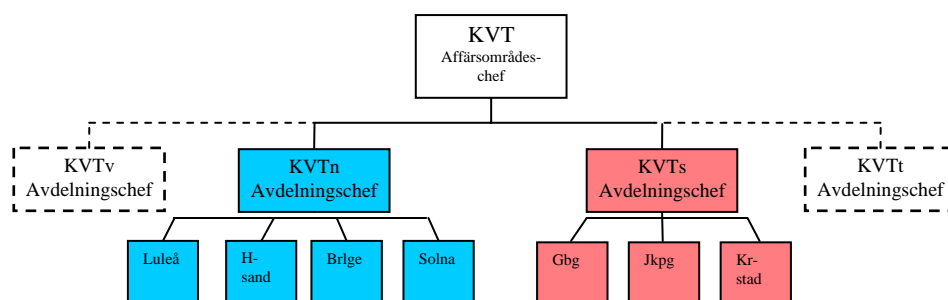 KVT
Affärsområdes-
chef
KVTv
Avdelningschef
KVTn
Avdelningschef
KVTs
Avdelningschef
KVTt
Avdelningschef
Luleå
H-
sand
Brlge
Solna
Gbg
Jkpg
Kr-
stad